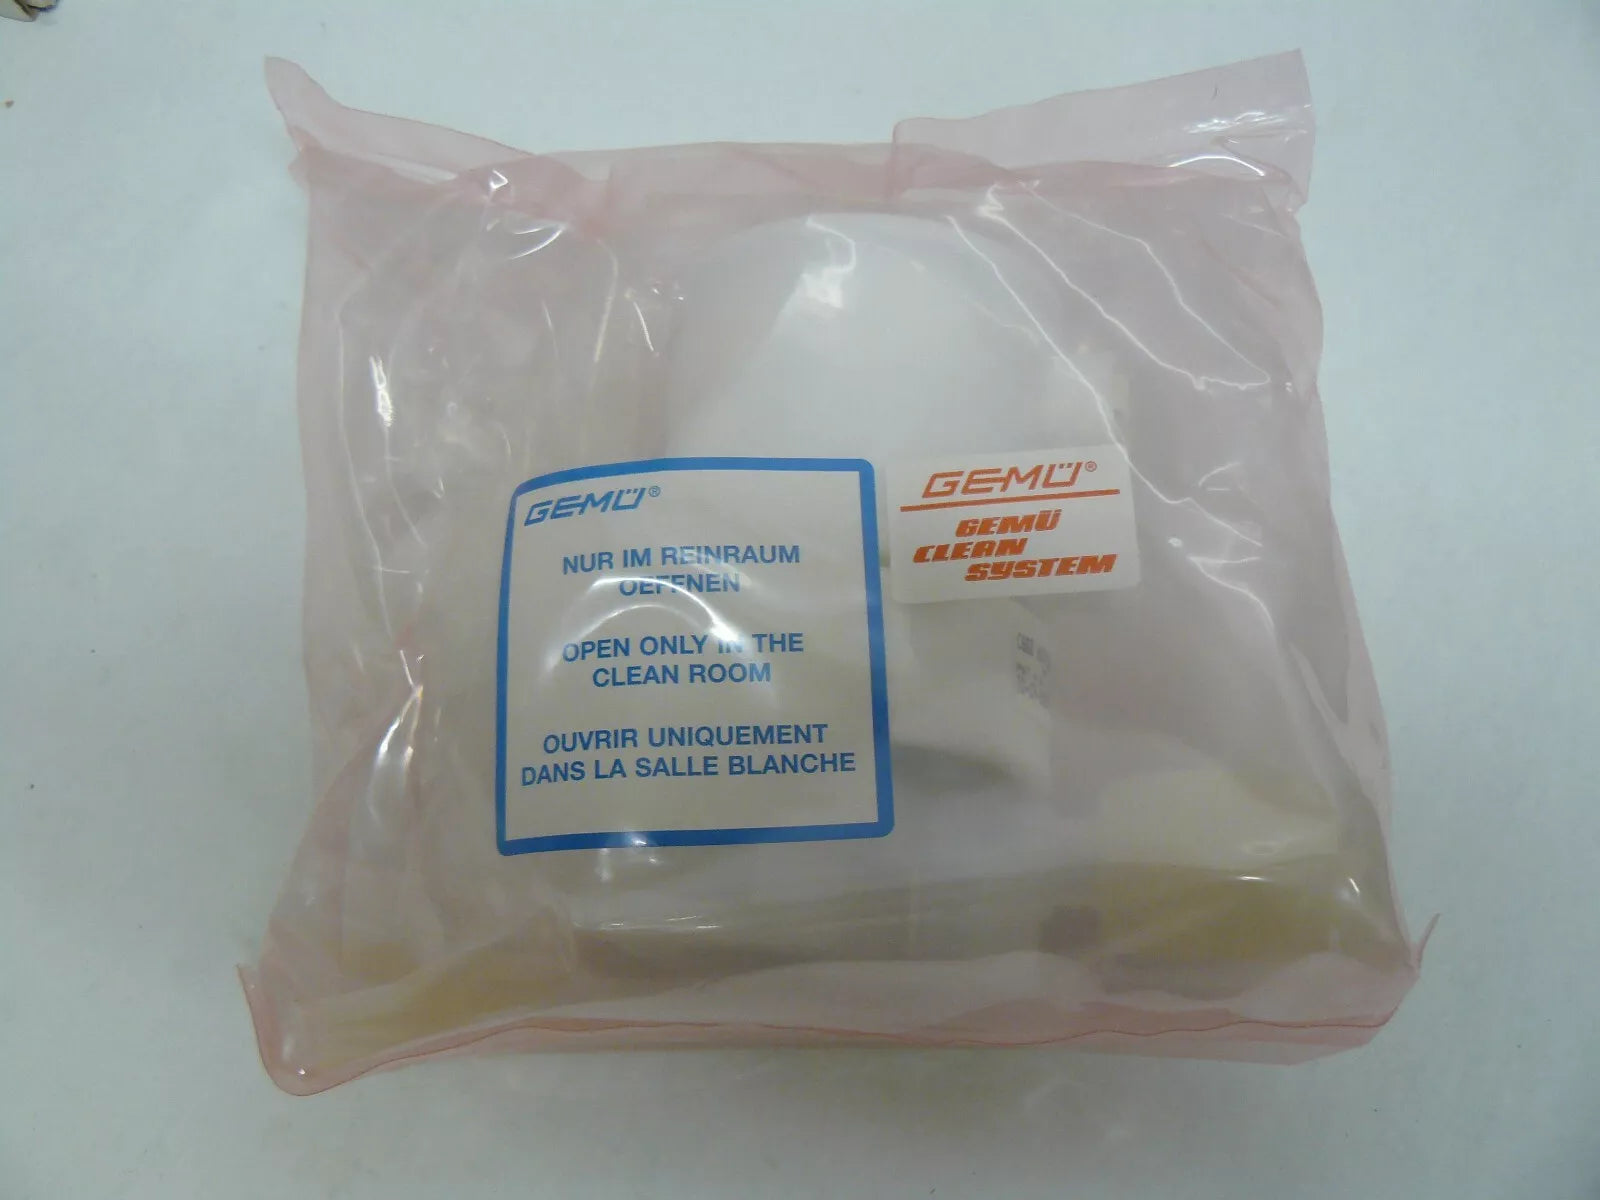 GEMÜ®
NUR IM REINRAUM
OEFFNEN
OPEN ONLY IN THE
CLEAN ROOM
OUVRIR UNIQUEMENT
DANS LA SALLE BLANCHE
GEMÜ®
GEMÜ
CLEAN
SYSTEM